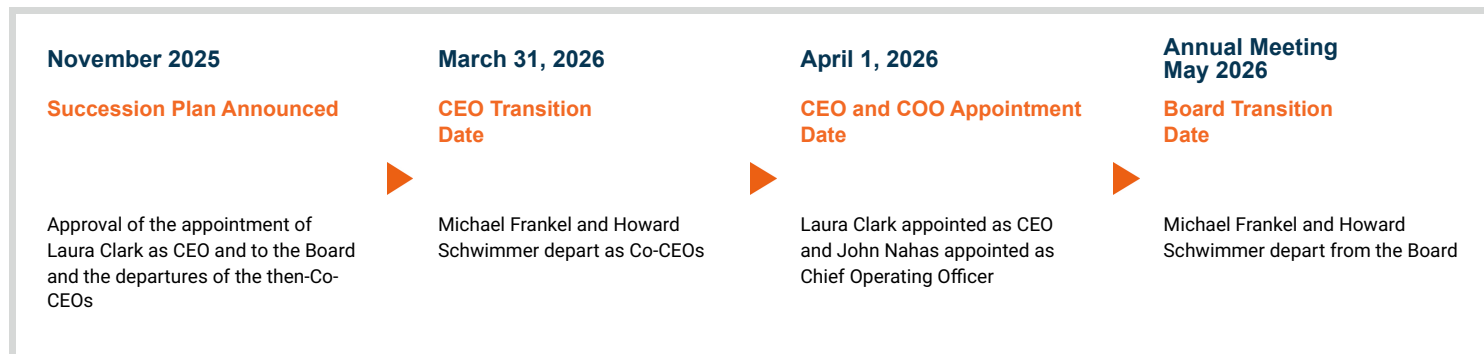 November 2025
Succession Plan Announced
Approval of the appointment of
Laura Clark as CEO and to the Board
and the departures of the then-Co-
CEOs
March 31, 2026
CEO Transition
Date
Michael Frankel and Howard
Schwimmer depart as Co-CEOs
April 1, 2026
CEO and COO Appointment
Date
Laura Clark appointed as CEO
and John Nahas appointed as
Chief Operating Officer
Annual Meeting
May 2026
Board Transition
Date
Michael Frankel and Howard
Schwimmer depart from the Board